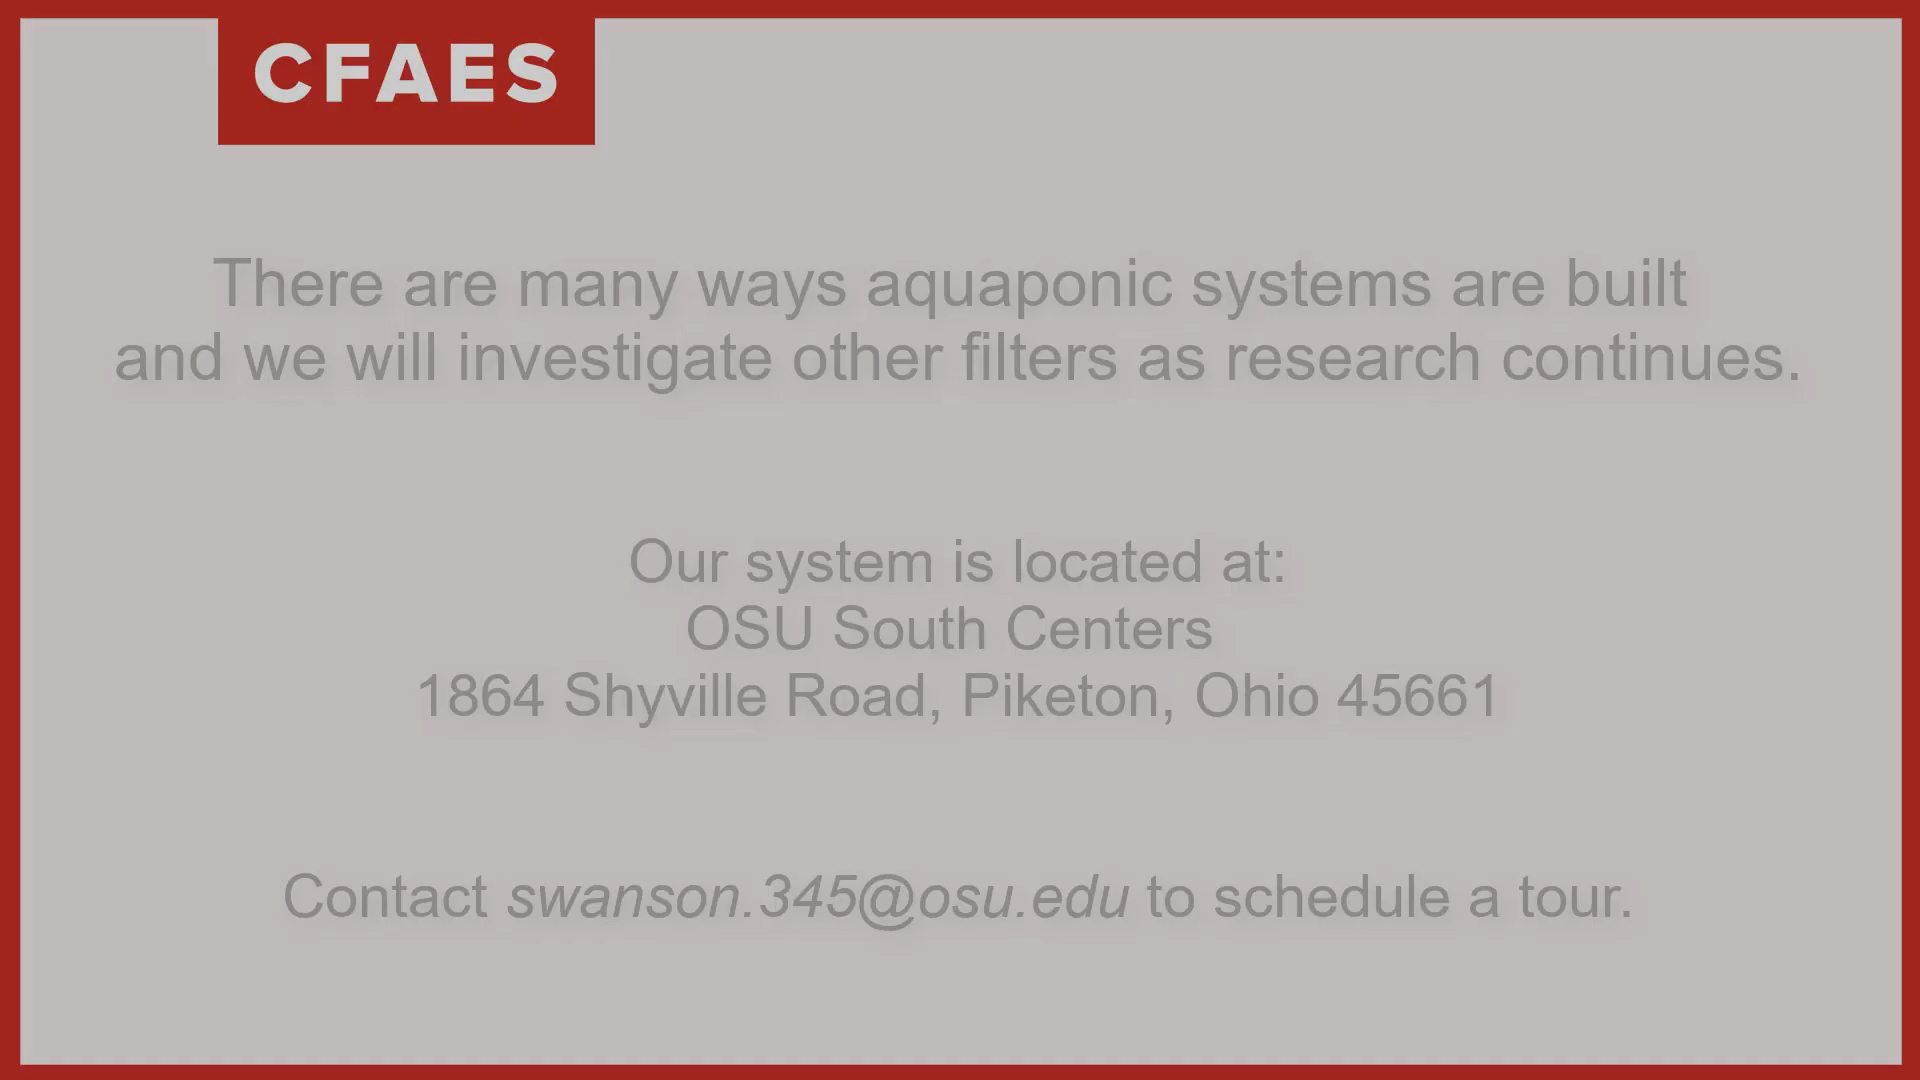 CFAES
There are many ways aquaponic systems are built
and we will investigate other filters as research continues.
Our system is located at:
OSU South Centers
1864 Shyville Road, Piketon, Ohio 45661
Contact swanson.345@osu.edu to schedule a tour.